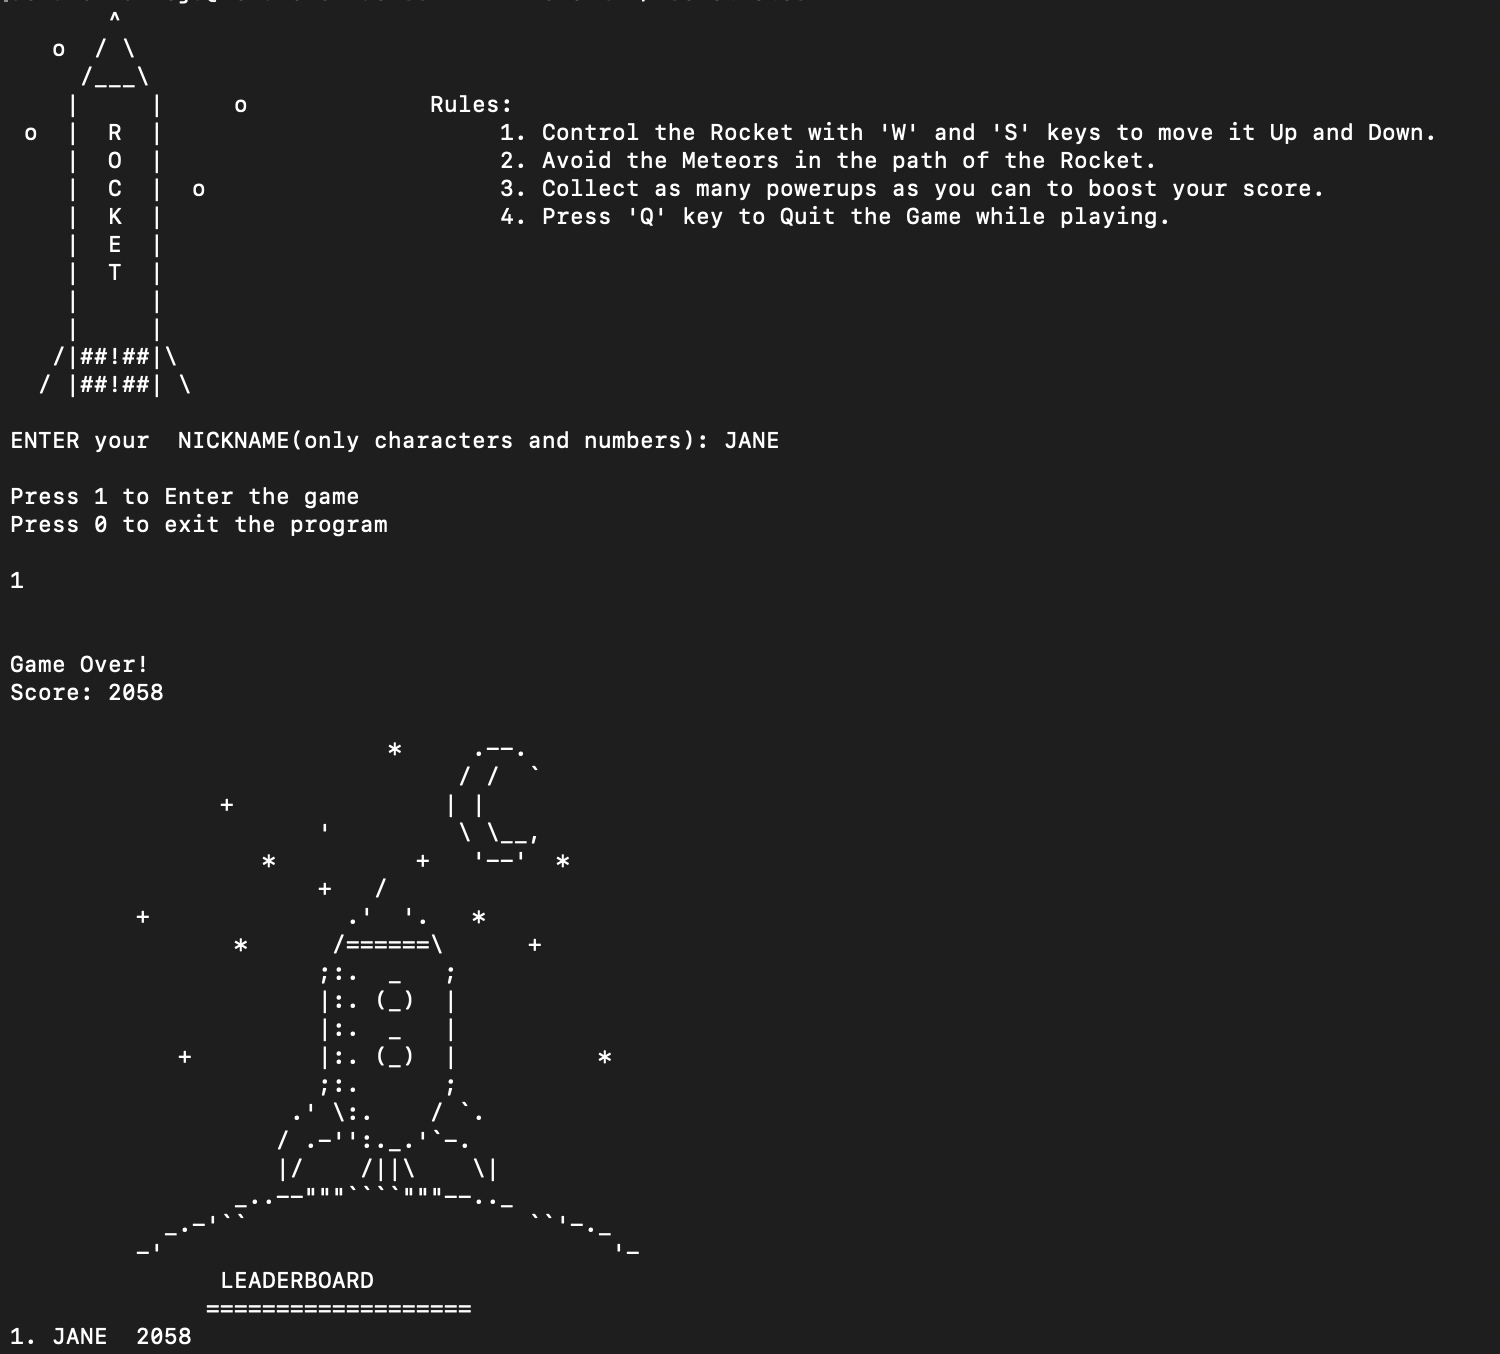 Rules:
1. Control the Rocket with 'W' and 'S' keys to move it Up and Down.
2. Avoid the Meteors in the path of the Rocket.
3. Collect as many powerups as you can to boost your score.
4. Press 'Q' key to Quit the Game while playing.
R
O
C
K
E
T
ENTER your  NICKNAME(only characters and numbers): JANE
Press 1 to Enter the game
Press 0 to exit the program
1
Game Over!
Score: 2058
LEADERBOARD
===================
1. JANE  2058